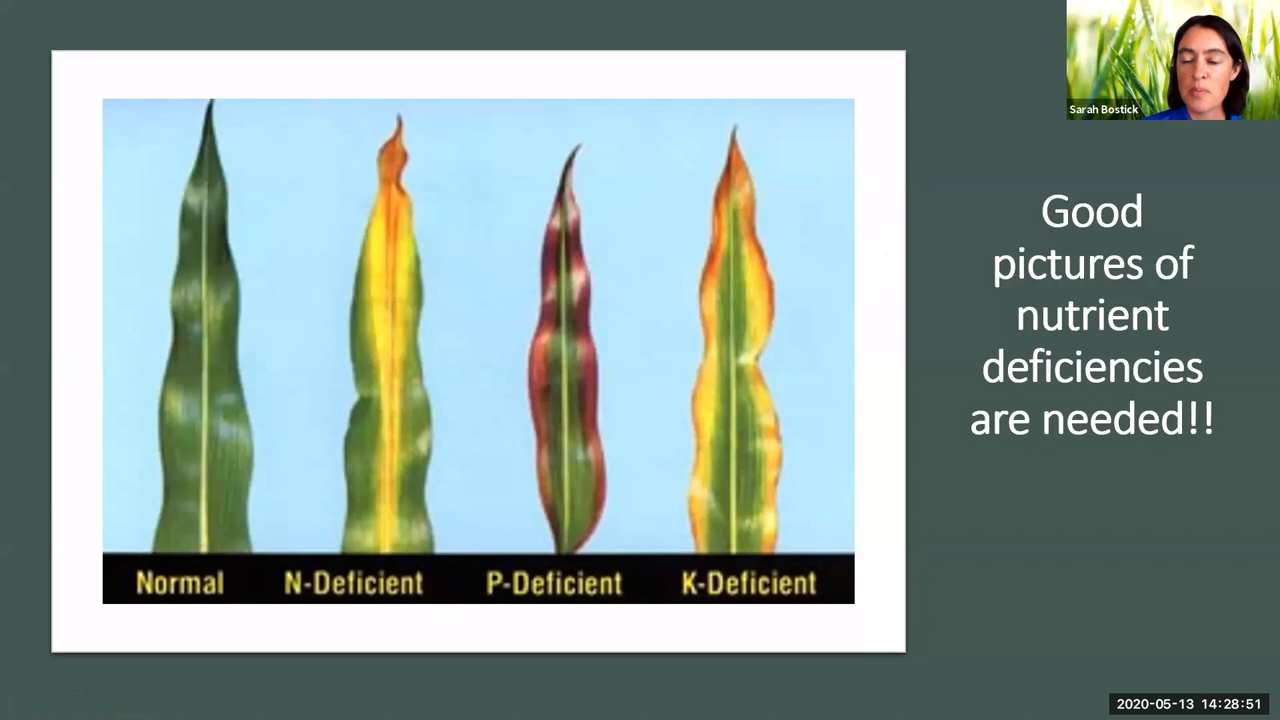 Sarah Bostick
Good
pictures of
nutrient
deficiencies
are needed!!
Normal N-Deficient P-Deficient K-Deficient
2020-05-13 14:28:51